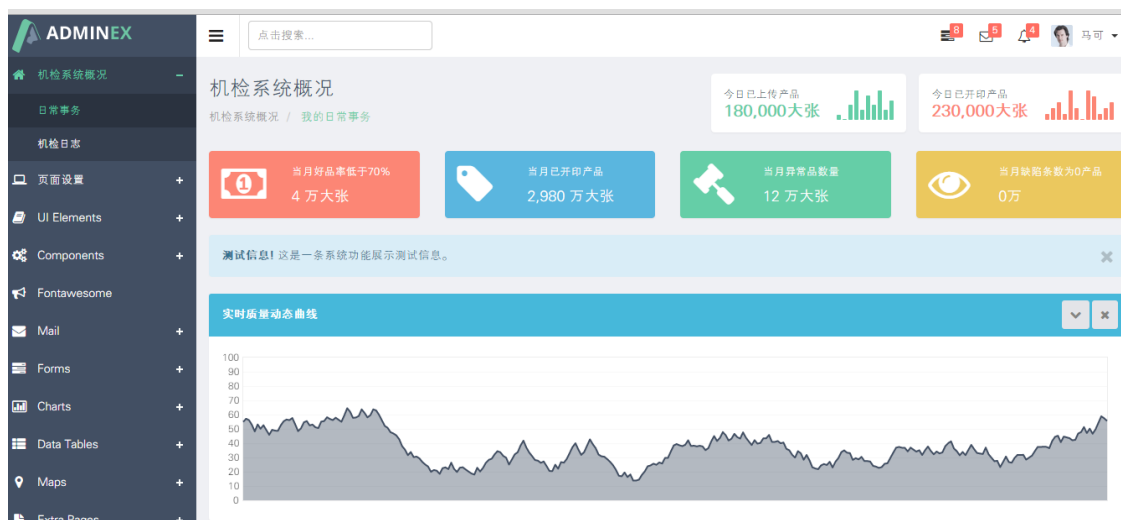 ADMINEX
点击搜索...
8
5
4
马可
机检系统概况
日常事务
机检日志
页面设置
UI Elements
Components
Fontawesome
Mail
Forms
Charts
Data Tables
Maps
Extra Pages
机检系统概况
机检系统概况 / 我的日常事务
今日已上传产品
180,000大张
今日已开印产品
230,000大张
当月好品率低于70%
4 万大张
当月已开印产品
2,980 万大张
当月异常品数量
12 万大张
当月缺陷条数为0产品
0万
测试信息! 这是一条系统功能展示测试信息。
实时质量动态曲线
100
90
80
70
60
50
40
30
20
10
0